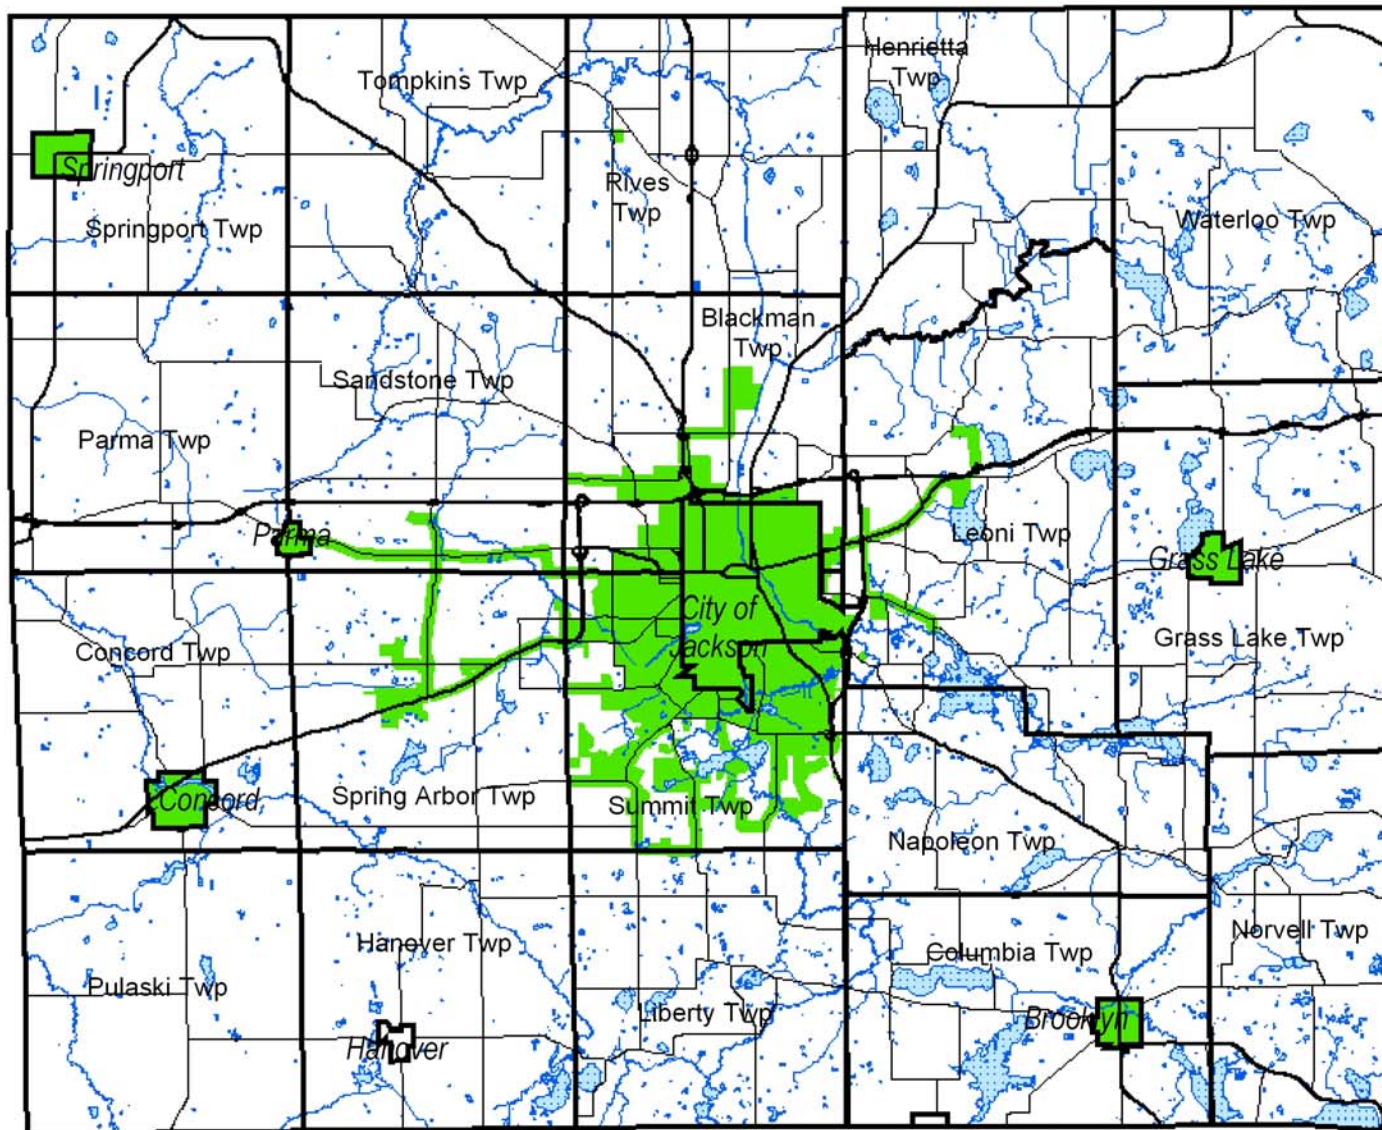 Henrietta
Twp
Tompkins Twp
Springport
Rives
Twp
Springport Twp
Waterloo Twp
Blackman
Twp
Sandstone Twp
Parma Twp
Parma
Leoni Twp
Grass Lake
City of
Jackson
Concord Twp
Grass Lake Twp
Concord
Spring Arbor Twp
Summit Twp
Napoleon Twp
Hanover Twp
Columbia Twp
Norvell Twp
Pulaski Twp
Liberty Twp
Brooklyn
Hanover